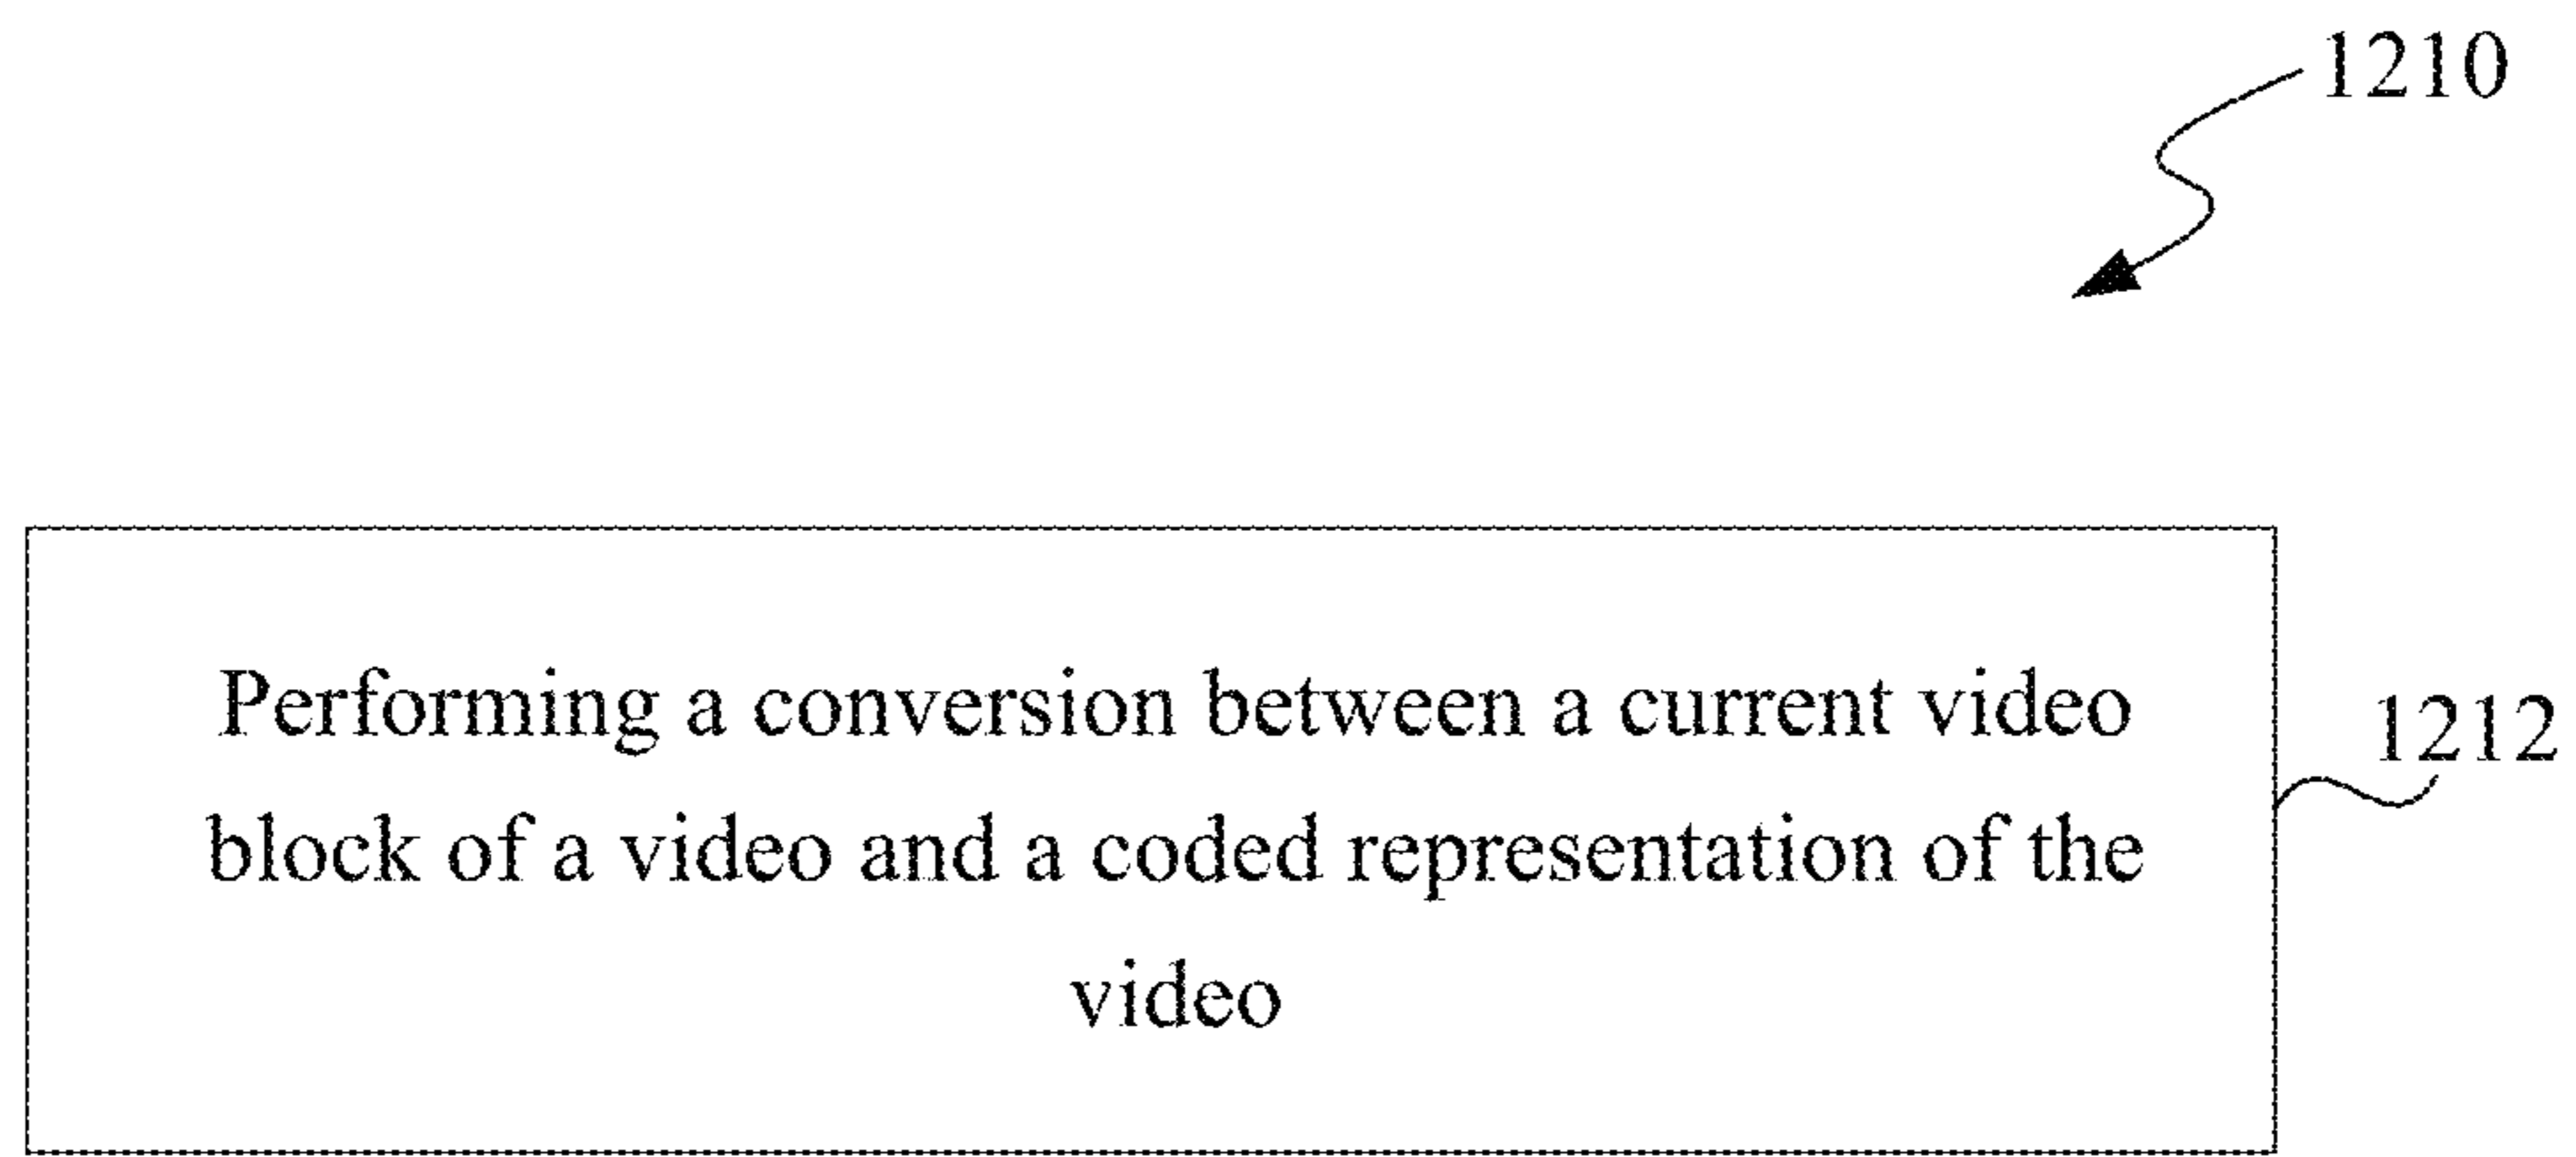 1210
Performing a conversion between a current video
block of a video and a coded representation of the
video
1212